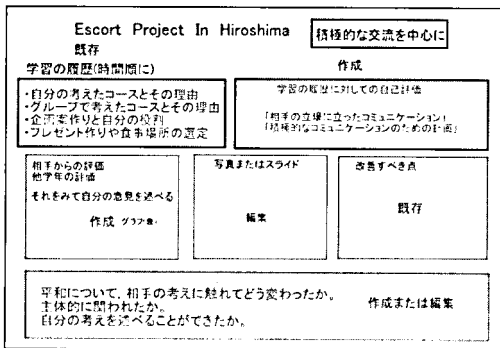 Escort Project In Hiroshima
積極的な交流を中心に
既存
学習の履歴(時間順に)
作成
・自分の考えたコースとその理由
・グループで考えたコースとその理由
・企画案作りと自分の役割
・プレゼント作りや食事場所の選定
学習の履歴に対しての自己評価
「相手の立場に立ったコミュニケーション」
「積極的なコミュニケーションのための計画」
相手からの評価
他学年の評価
それをみて自分の意見を述べる
作成
写真またはスライド
編集
改善すべき点
既存
平和について、相手の考えに触れてどう変わったか。
主体的に関われたか。
自分の考えを述べることができたか。
作成または編集